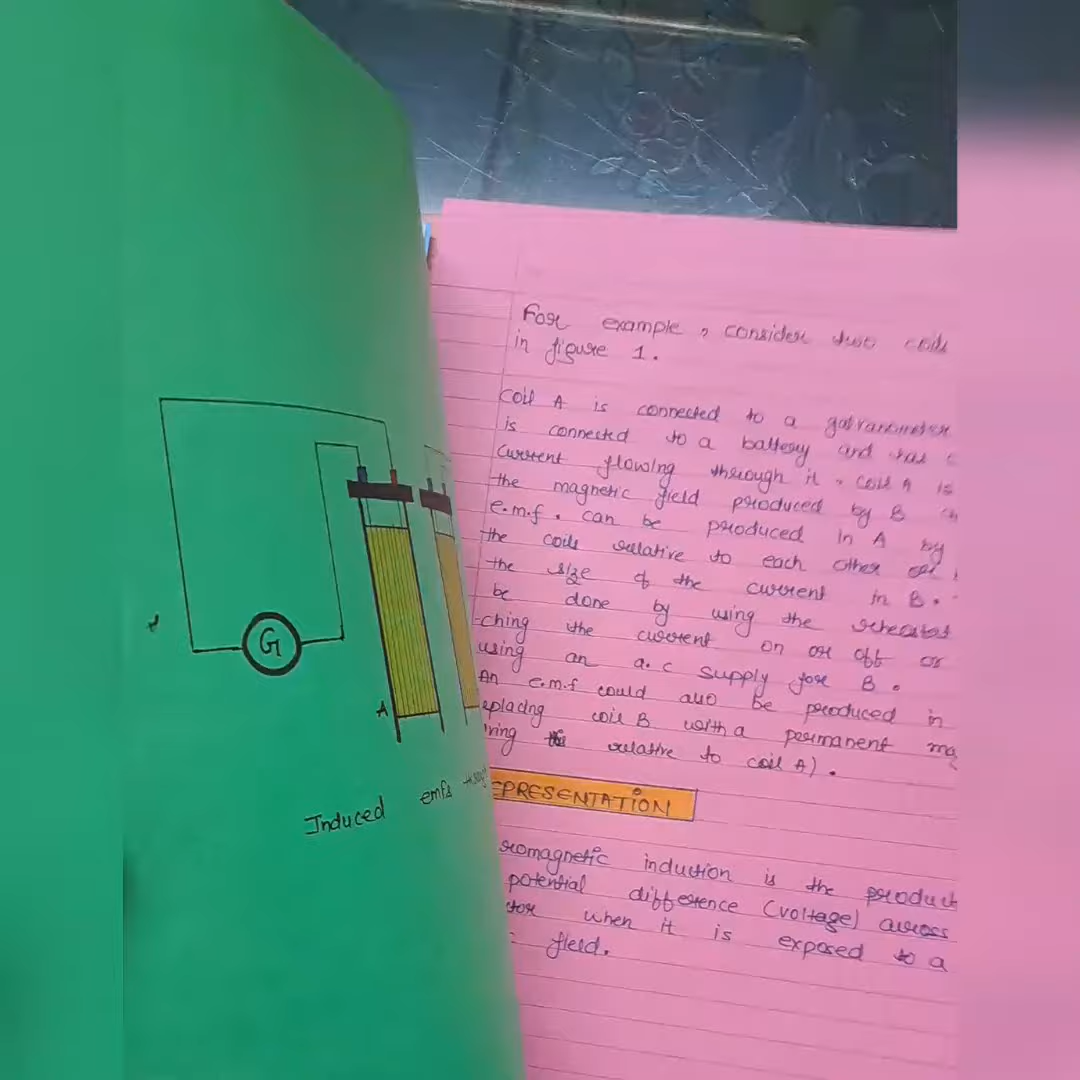 G
A
Induced emfs
For example, consider two coils
in figure 1.
Coil A is connected to a galvanometer
is connected to a battery and has
current flowing through it. coil A is
the magnetic field produced by B
e.m.f. can be produced in A by
the coils relative to each other or
the size of the current in B.
be done by using the rheostat
-ching the current on or off or
using an a.c supply for B.
An e.m.f could also be produced in
eplacing coil B with a permanent
relative to coil A).
EPRESENTATION
romagnetic induction is the product
potential difference (voltage) across
ctor when it is exposed to a
field.